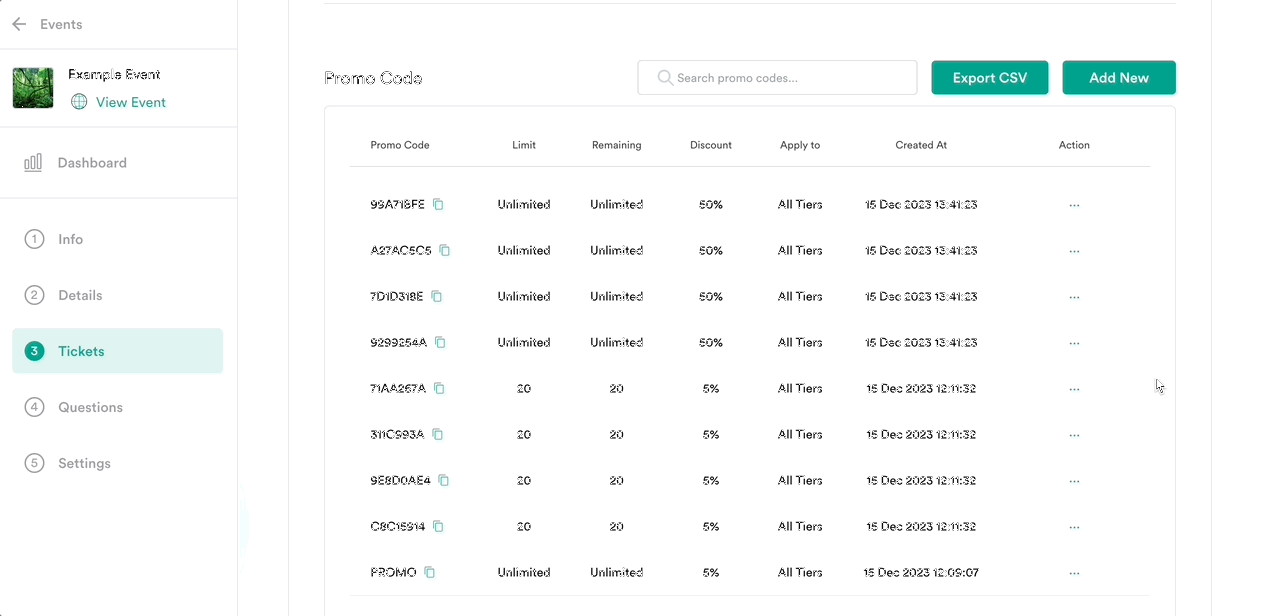 Events
Example Event
View Event
Dashboard
1 Info
2 Details
3 Tickets
4 Questions
5 Settings
Promo Code
Search promo codes...
Export CSV
Add New
Promo Code Limit Remaining Discount Apply to Created At Action
99A718FE Unlimited Unlimited 50% All Tiers 15 Dec 2023 13:41:23 ...
A27AC5C5 Unlimited Unlimited 50% All Tiers 15 Dec 2023 13:41:23 ...
7D1D318E Unlimited Unlimited 50% All Tiers 15 Dec 2023 13:41:23 ...
9299254A Unlimited Unlimited 50% All Tiers 15 Dec 2023 13:41:23 ...
71AA267A 20 20 5% All Tiers 15 Dec 2023 12:11:32 ...
311C993A 20 20 5% All Tiers 15 Dec 2023 12:11:32 ...
9E8D0AE4 20 20 5% All Tiers 15 Dec 2023 12:11:32 ...
C8C15914 20 20 5% All Tiers 15 Dec 2023 12:11:32 ...
PROMO Unlimited Unlimited 5% All Tiers 15 Dec 2023 12:09:07 ...